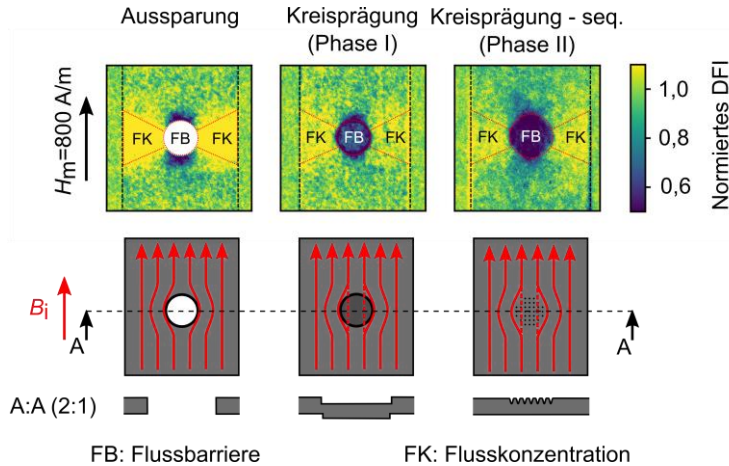 Aussparung
Kreisprägung
(Phase I)
Kreisprägung - seq.
(Phase II)
Hm=800 A/m
FK
FB
FK
FK
FB
FK
FK
FB
FK
1,0
0,8
0,6
Normiertes DFI
Bi
A
A
A:A (2:1)
FB: Flussbarriere
FK: Flusskonzentration